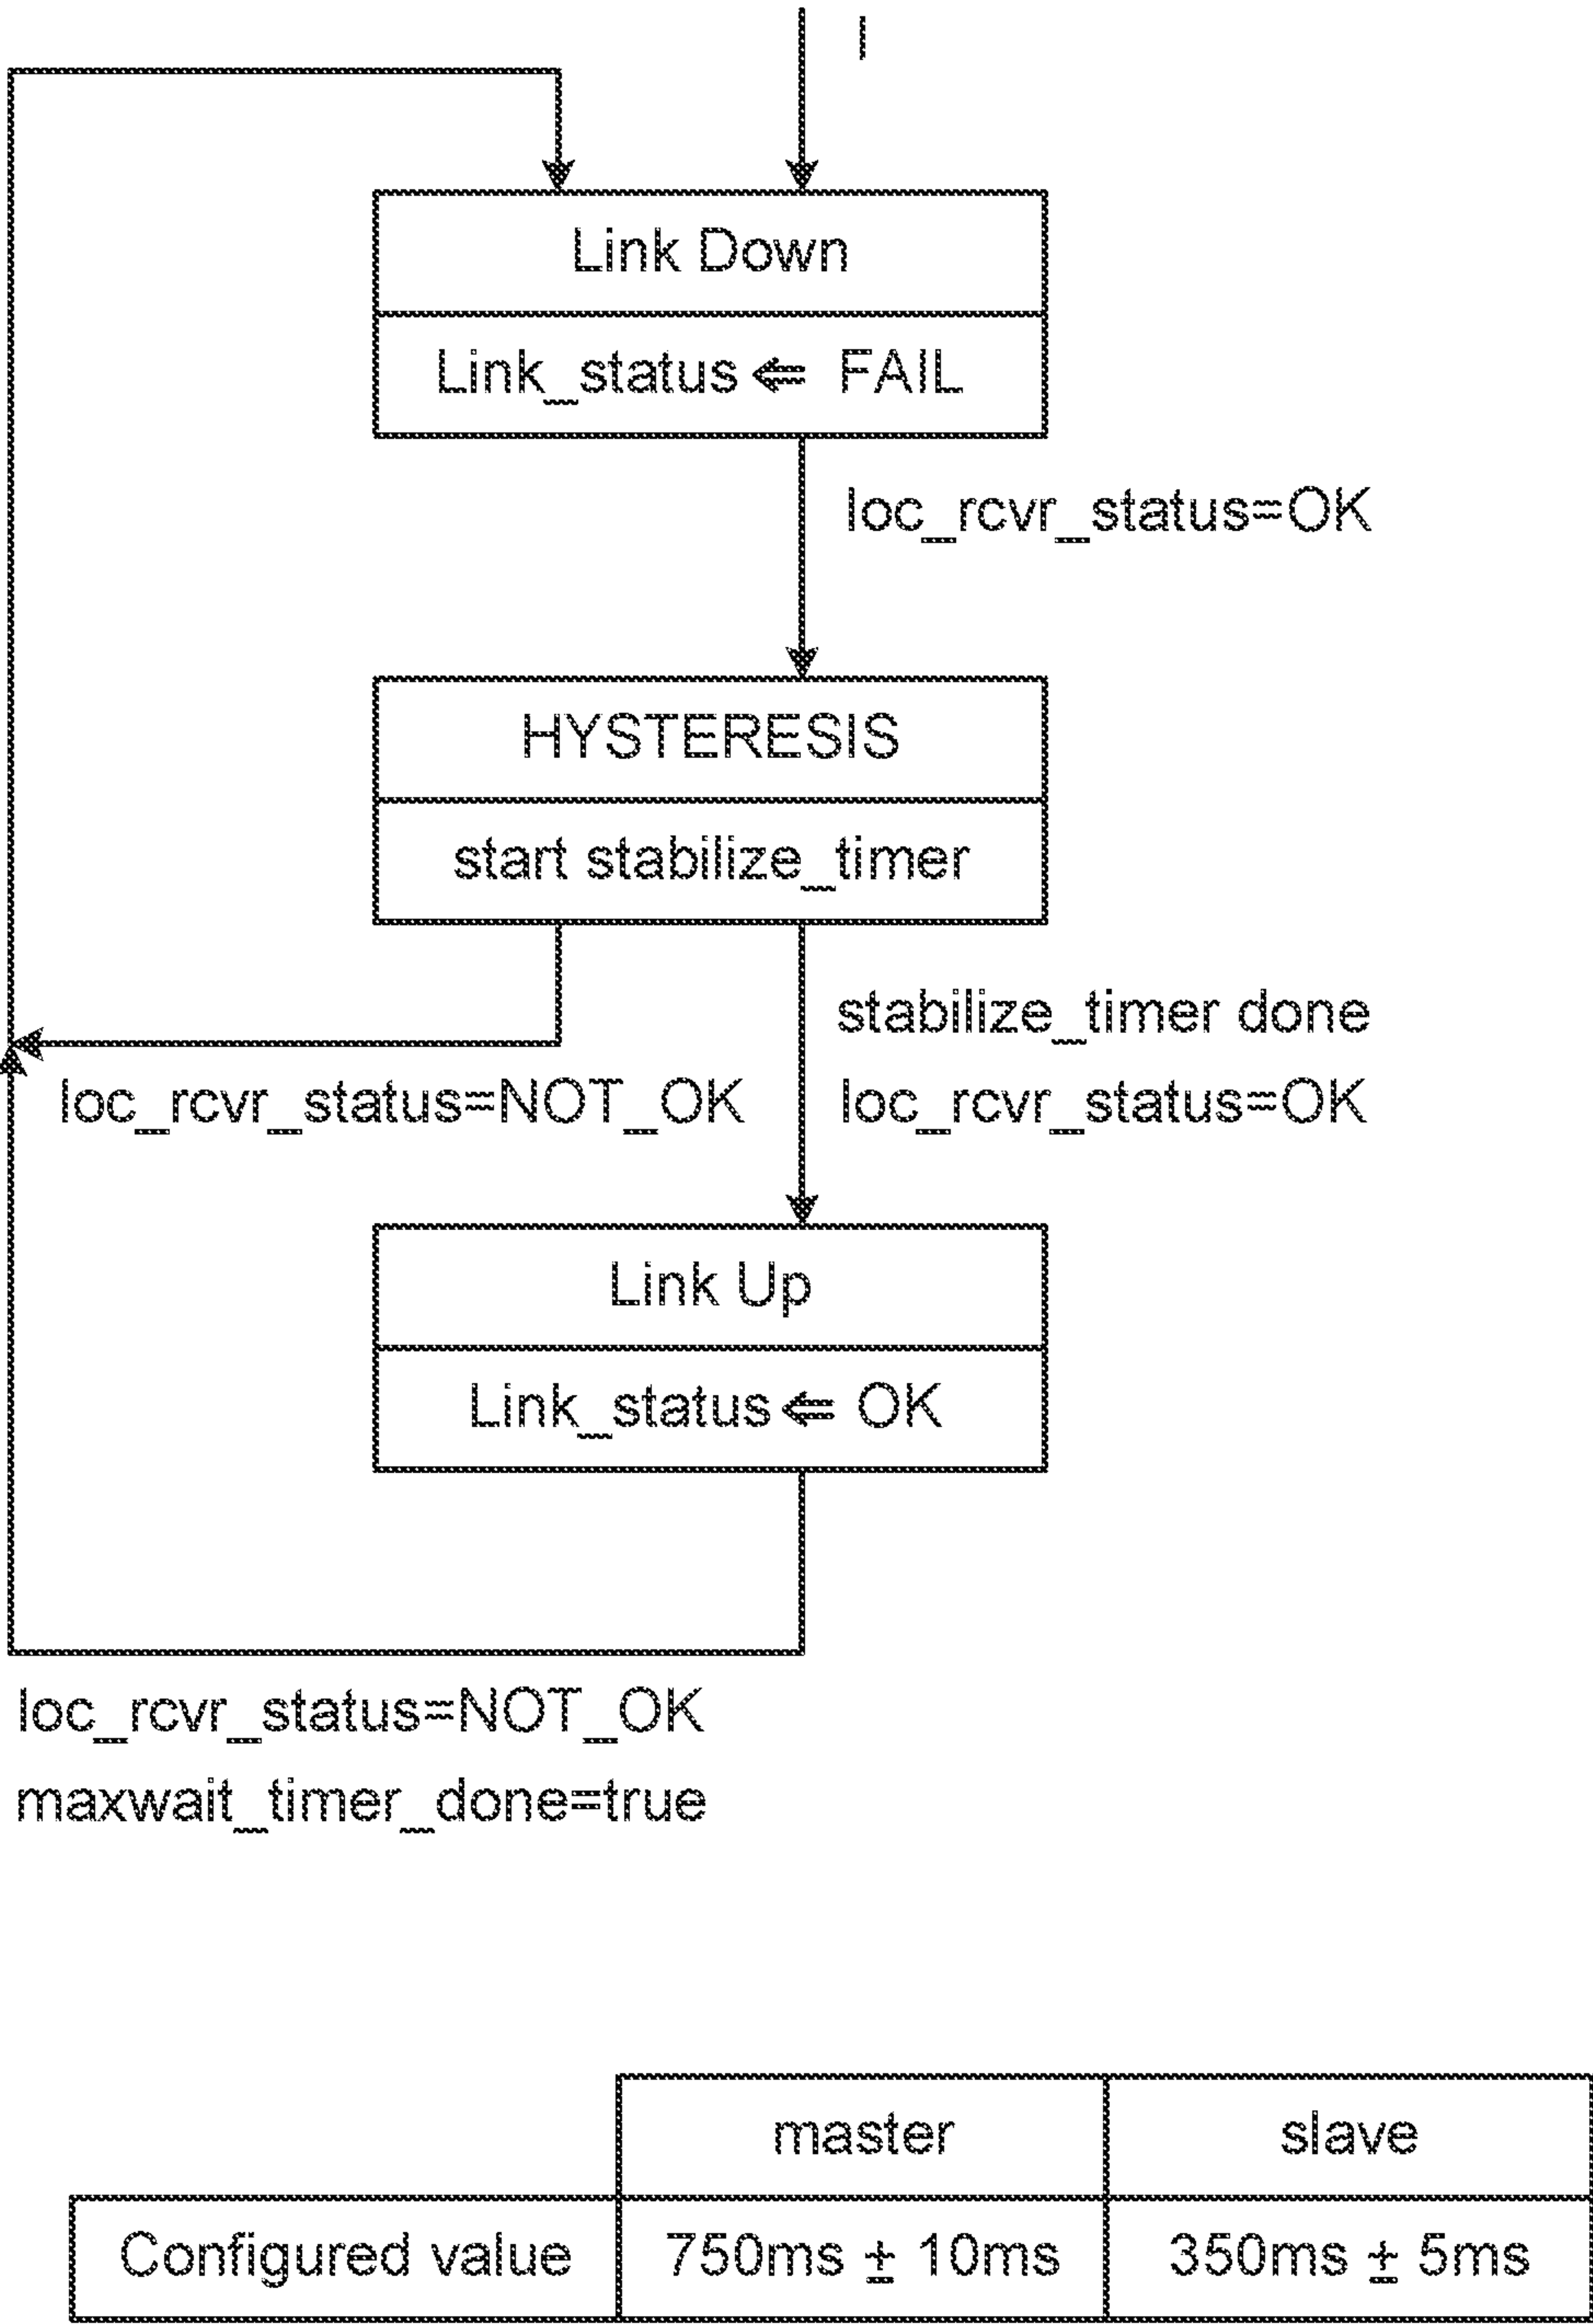 I
Link Down
Link_status ⇐ FAIL
loc_rcvr_status=OK
HYSTERESIS
start stabilize_timer
stabilize_timer done
loc_rcvr_status=NOT_OK
loc_rcvr_status=OK
Link Up
Link_status ⇐ OK
loc_rcvr_status=NOT_OK
maxwait_timer_done=true
master slave
Configured value 750ms ± 10ms 350ms ± 5ms